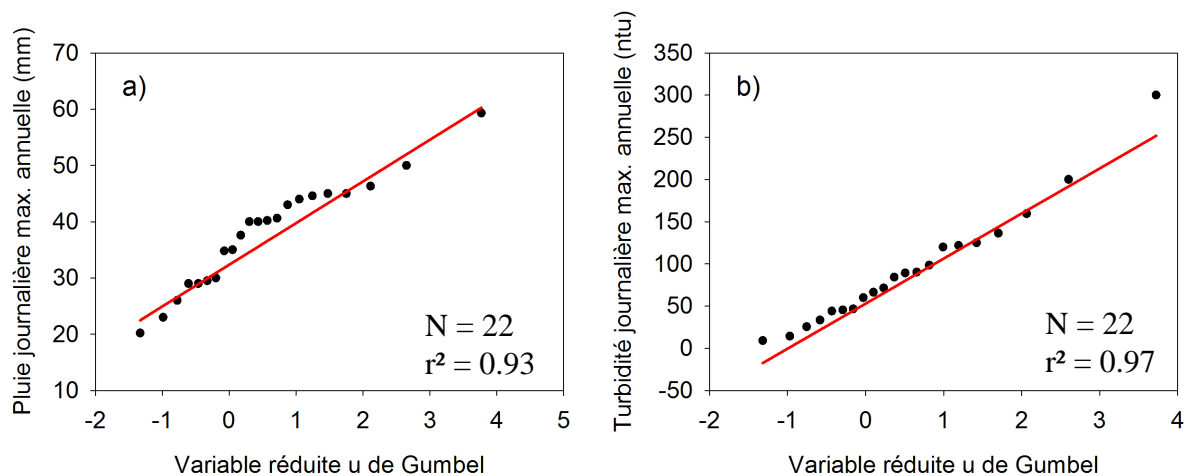 Pluie journalière max. annuelle (mm)
70
60
50
40
30
20
10
a)
N = 22
r² = 0.93
-2 -1 0 1 2 3 4 5
Variable réduite u de Gumbel
Turbidité journalière max. annuelle (ntu)
350
300
250
200
150
100
50
0
-50
b)
N = 22
r² = 0.97
-2 -1 0 1 2 3 4
Variable réduite u de Gumbel